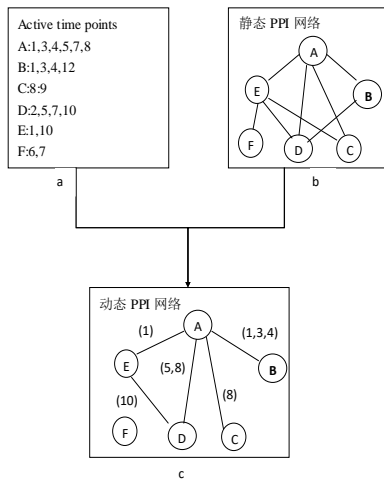 Active time points
A:1,3,4,5,7,8
B:1,3,4,12
C:8:9
D:2,5,7,10
E:1,10
F:6,7
a
静态 PPI 网络
A
E
B
F
D
C
b
动态 PPI 网络
(1)
A
(1,3,4)
E
(5,8)
B
(10)
(8)
F
D
C
c